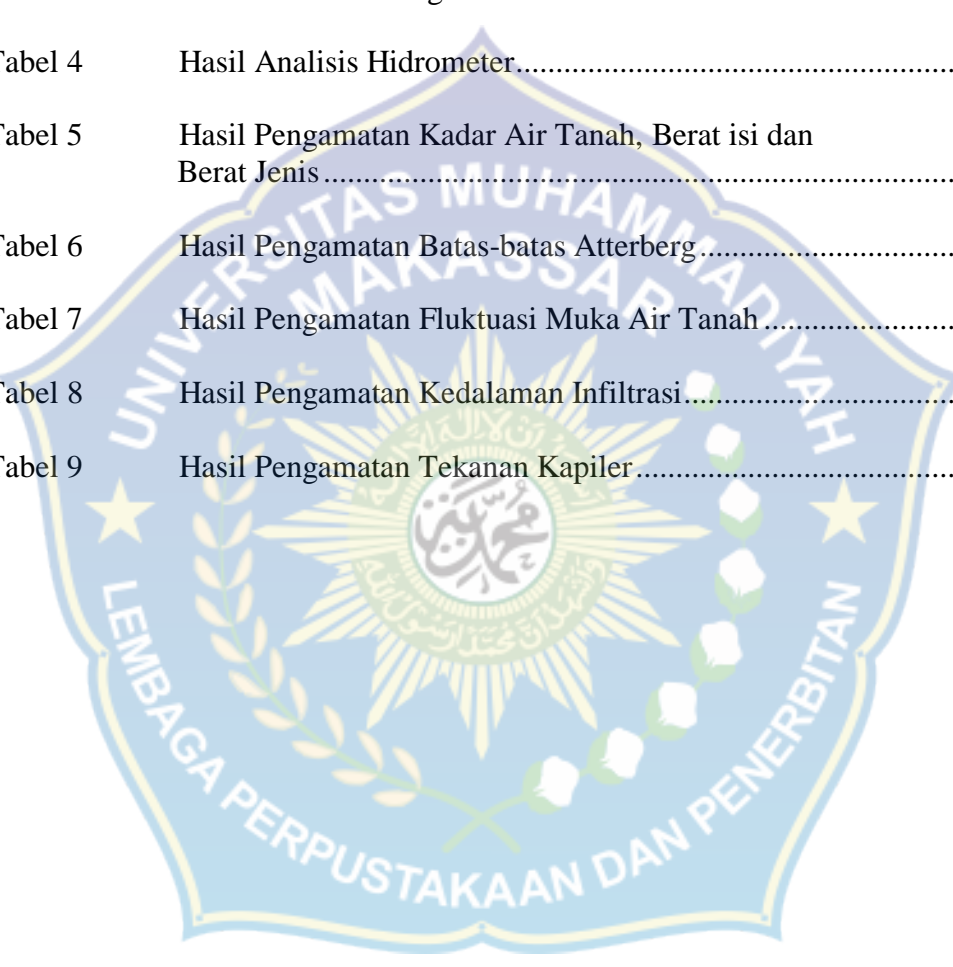 Tabel 4 Hasil Analisis Hidrometer..........................................................
Tabel 5 Hasil Pengamatan Kadar Air Tanah, Berat isi dan
Berat Jenis....................................................................................
Tabel 6 Hasil Pengamatan Batas-batas Atterberg...................................
Tabel 7 Hasil Pengamatan Fluktuasi Muka Air Tanah..........................
Tabel 8 Hasil Pengamatan Kedalaman Infiltrasi....................................
Tabel 9 Hasil Pengamatan Tekanan Kapiler..........................................
UNIVERSITAS MUHAMMADIYAH
MAKASSAR
LEMBAGA PERPUSTAKAAN DAN PENERBITAN